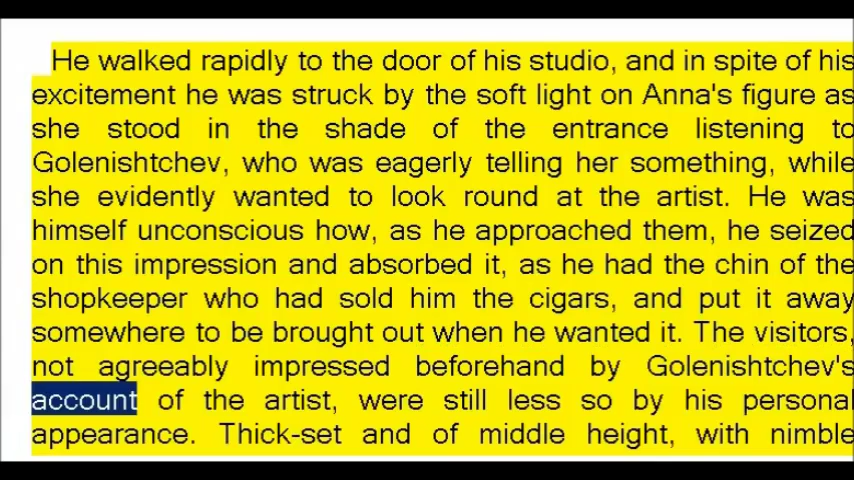 He walked rapidly to the door of his studio, and in spite of his
excitement he was struck by the soft light on Anna's figure as
she stood in the shade of the entrance listening to
Golenishtchev, who was eagerly telling her something, while
she evidently wanted to look round at the artist. He was
himself unconscious how, as he approached them, he seized
on this impression and absorbed it, as he had the chin of the
shopkeeper who had sold him the cigars, and put it away
somewhere to be brought out when he wanted it. The visitors,
not agreeably impressed beforehand by Golenishtchev's
account of the artist, were still less so by his personal
appearance. Thick-set and of middle height, with nimble